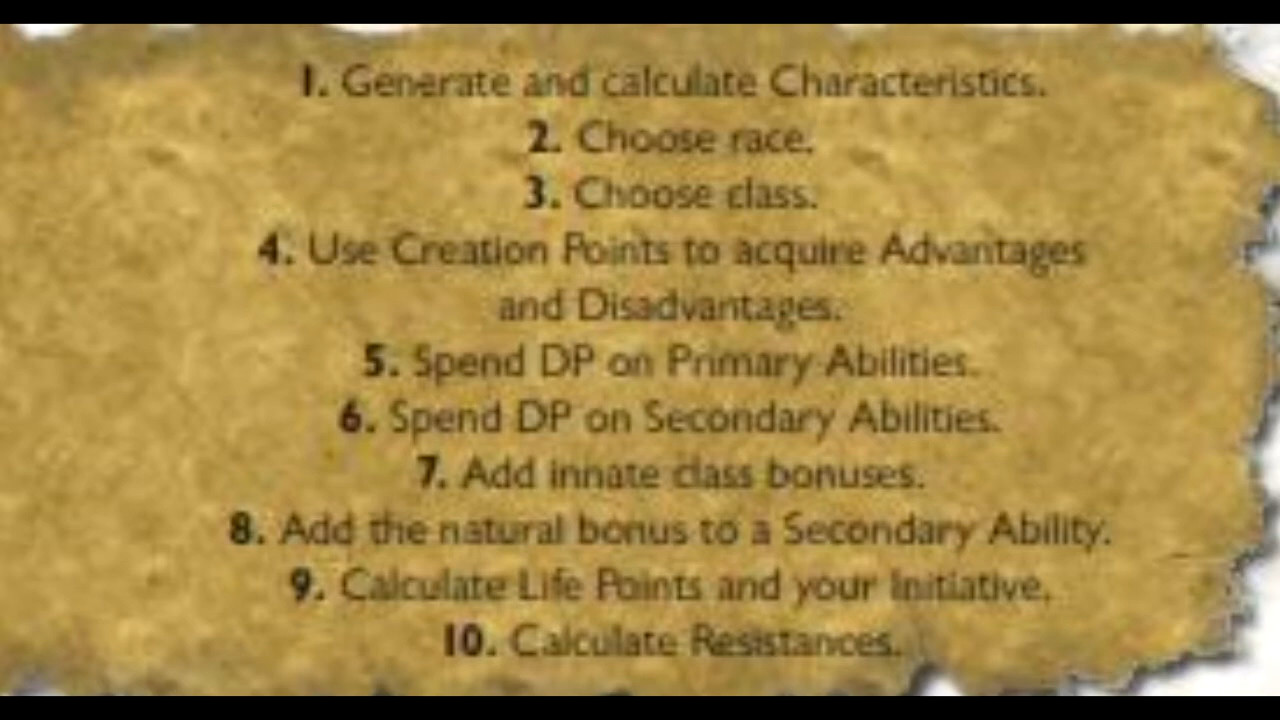 1. Generate and calculate Characteristics.
2. Choose race.
3. Choose class.
4. Use Creation Points to acquire Advantages
and Disadvantages.
5. Spend DP on Primary Abilities.
6. Spend DP on Secondary Abilities.
7. Add innate class bonuses.
8. Add the natural bonus to a Secondary Ability.
9. Calculate Life Points and your Initiative.
10. Calculate Resistances.